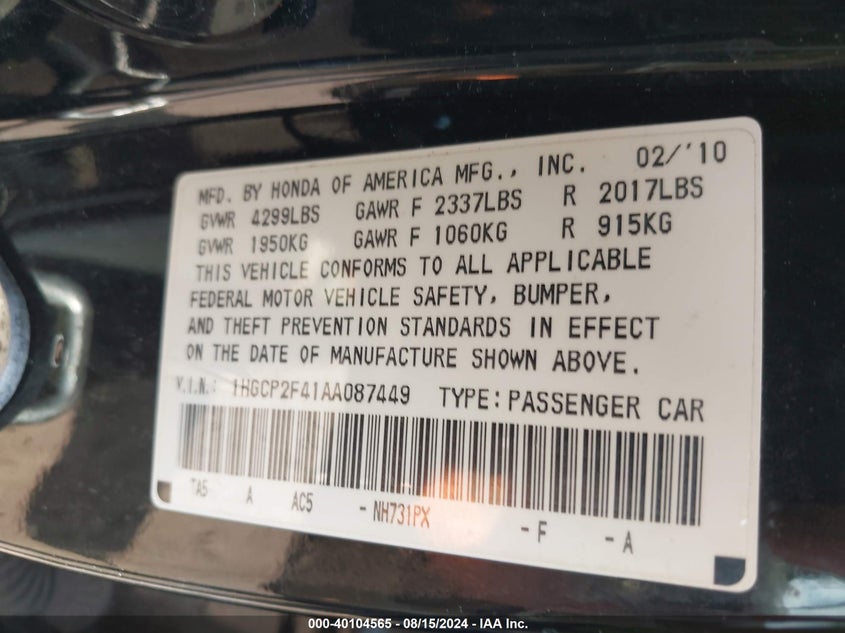 MFD. BY HONDA OF AMERICA MFG., INC. 02/'10
GVWR 4299LBS GAWR F 2337LBS R 2017LBS
GVWR 1950KG GAWR F 1060KG R 915KG
THIS VEHICLE CONFORMS TO ALL APPLICABLE
FEDERAL MOTOR VEHICLE SAFETY, BUMPER,
AND THEFT PREVENTION STANDARDS IN EFFECT
ON THE DATE OF MANUFACTURE SHOWN ABOVE.
V.I.N.: 1HGCP2F41AA087449 TYPE:PASSENGER CAR
TA5 A AC5 -NH731PX -F -A
000-40104565 - 08/15/2024 - IAA Inc.